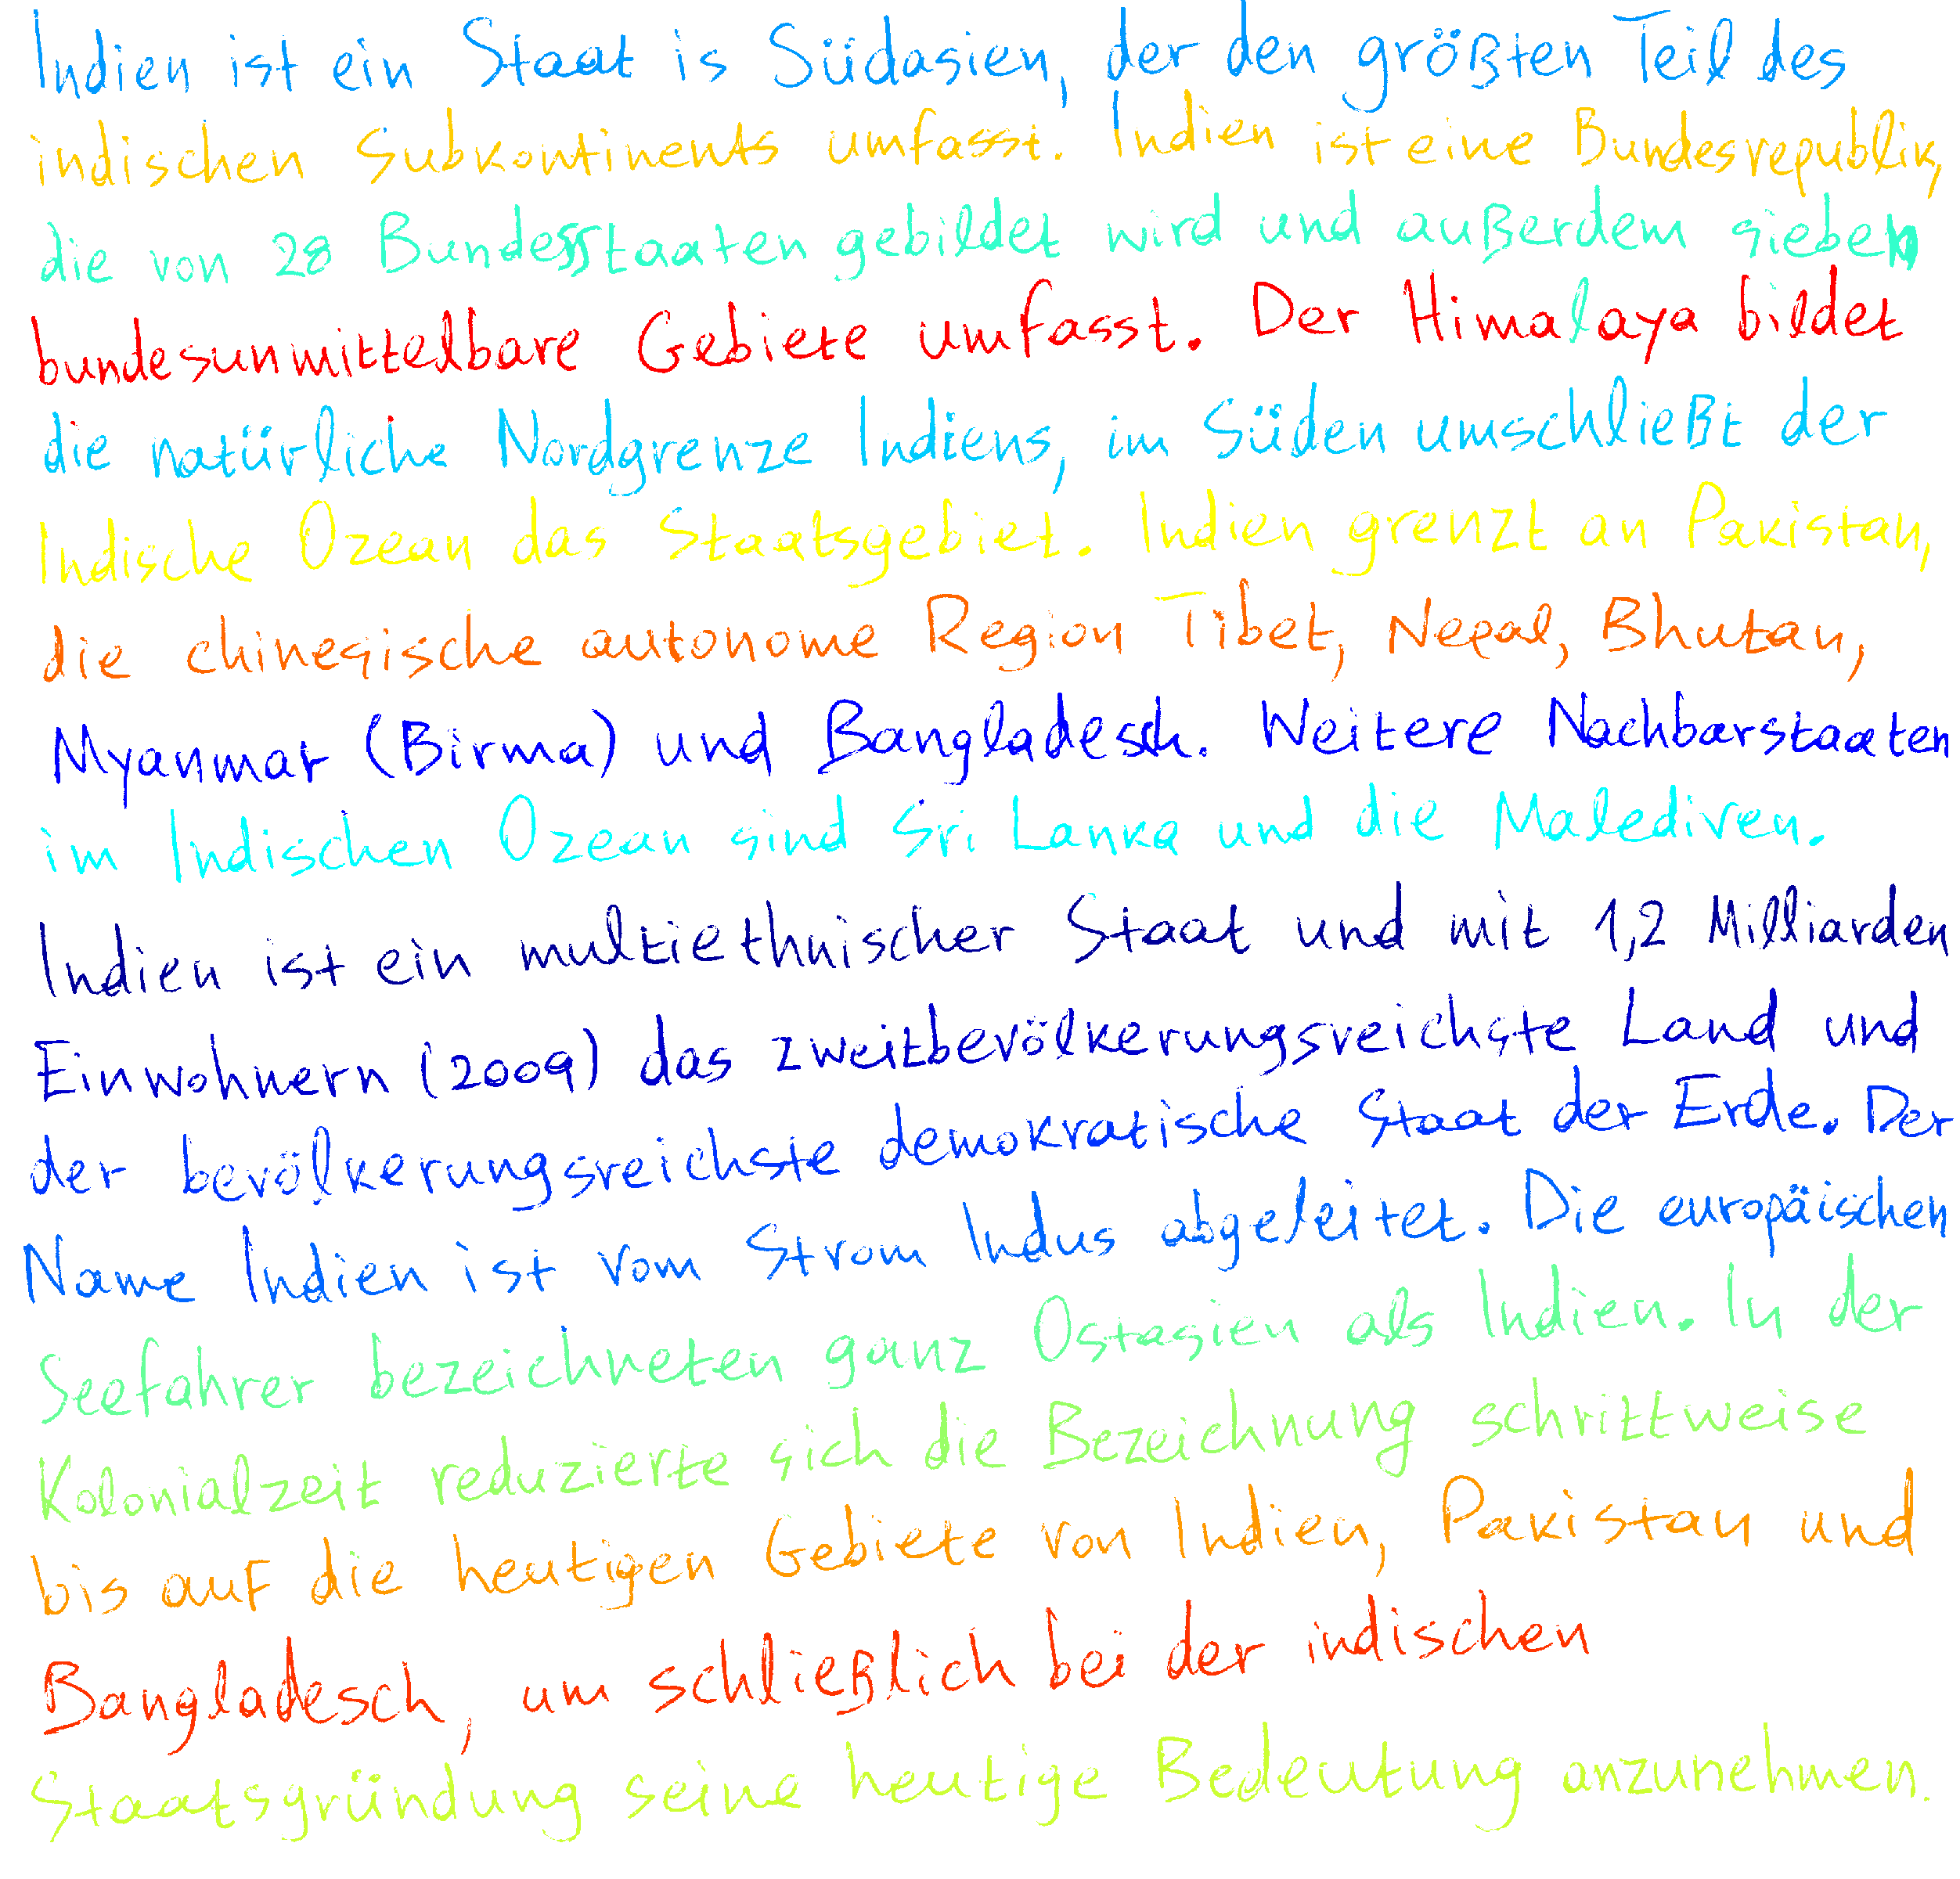 Indien ist ein Staat is Südasien, der den größten Teil des
indischen Subkontinents umfasst. Indien ist eine Bundesrepublik,
die von 28 Bundesstaaten gebildet wird und außerdem sieben
bundesunmittelbare Gebiete umfasst. Der Himalaya bildet
die natürliche Nordgrenze Indiens, im Süden umschließt der
Indische Ozean das Staatsgebiet. Indien grenzt an Pakistan,
die chinesische autonome Region Tibet, Nepal, Bhutan,
Myanmar (Birma) und Bangladesch. Weitere Nachbarstaaten
im Indischen Ozean sind Sri Lanka und die Malediven.
Indien ist ein multiethnischer Staat und mit 1,2 Milliarden
Einwohnern (2009) das zweitbevölkerungsreichste Land und
der bevölkerungsreichste demokratische Staat der Erde. Der
Name Indien ist vom Strom Indus abgeleitet. Die europäischen
Seefahrer bezeichneten ganz Ostasien als Indien. In der
Kolonialzeit reduzierte sich die Bezeichnung schrittweise
bis auf die heutigen Gebiete von Indien, Pakistan und
Bangladesch, um schließlich bei der indischen
Staatsgründung seine heutige Bedeutung anzunehmen.